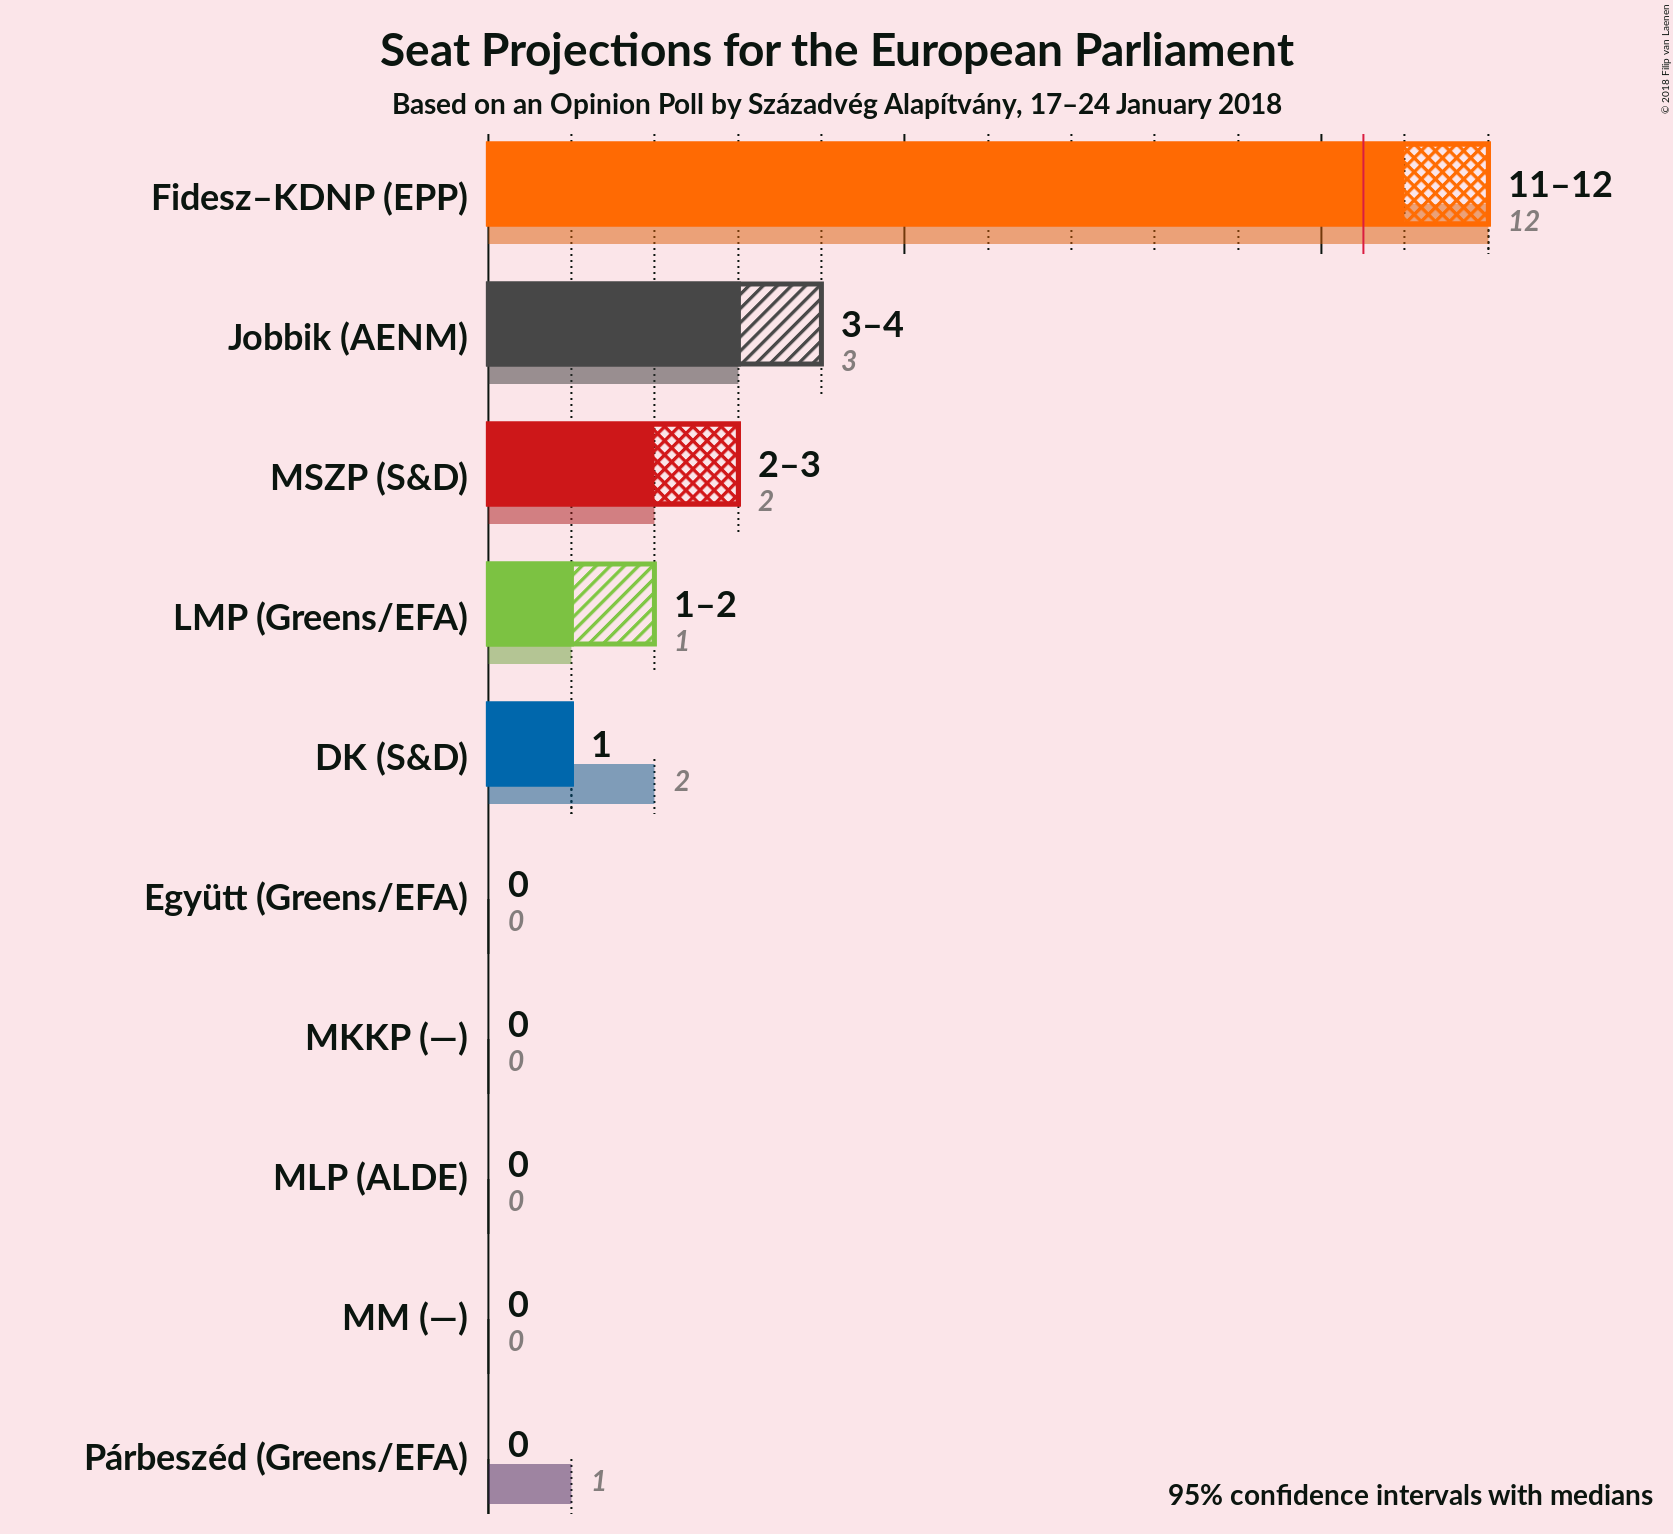 Seat Projections for the European Parliament
Based on an Opinion Poll by Századvég Alapítvány, 17–24 January 2018
© 2018 Filip van Laenen
Fidesz–KDNP (EPP)
11–12
12
Jobbik (AENM)
3–4
3
MSZP (S&D)
2–3
2
LMP (Greens/EFA)
1–2
1
DK (S&D)
1
2
Együtt (Greens/EFA)
0
0
MKKP (—)
0
0
MLP (ALDE)
0
0
MM (—)
0
0
Párbeszéd (Greens/EFA)
0
1
95% confidence intervals with medians